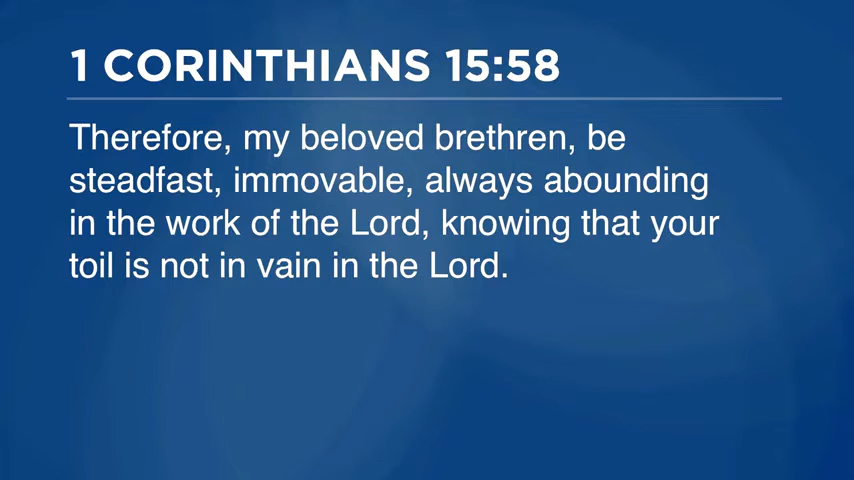 1 CORINTHIANS 15:58
Therefore, my beloved brethren, be
steadfast, immovable, always abounding
in the work of the Lord, knowing that your
toil is not in vain in the Lord.